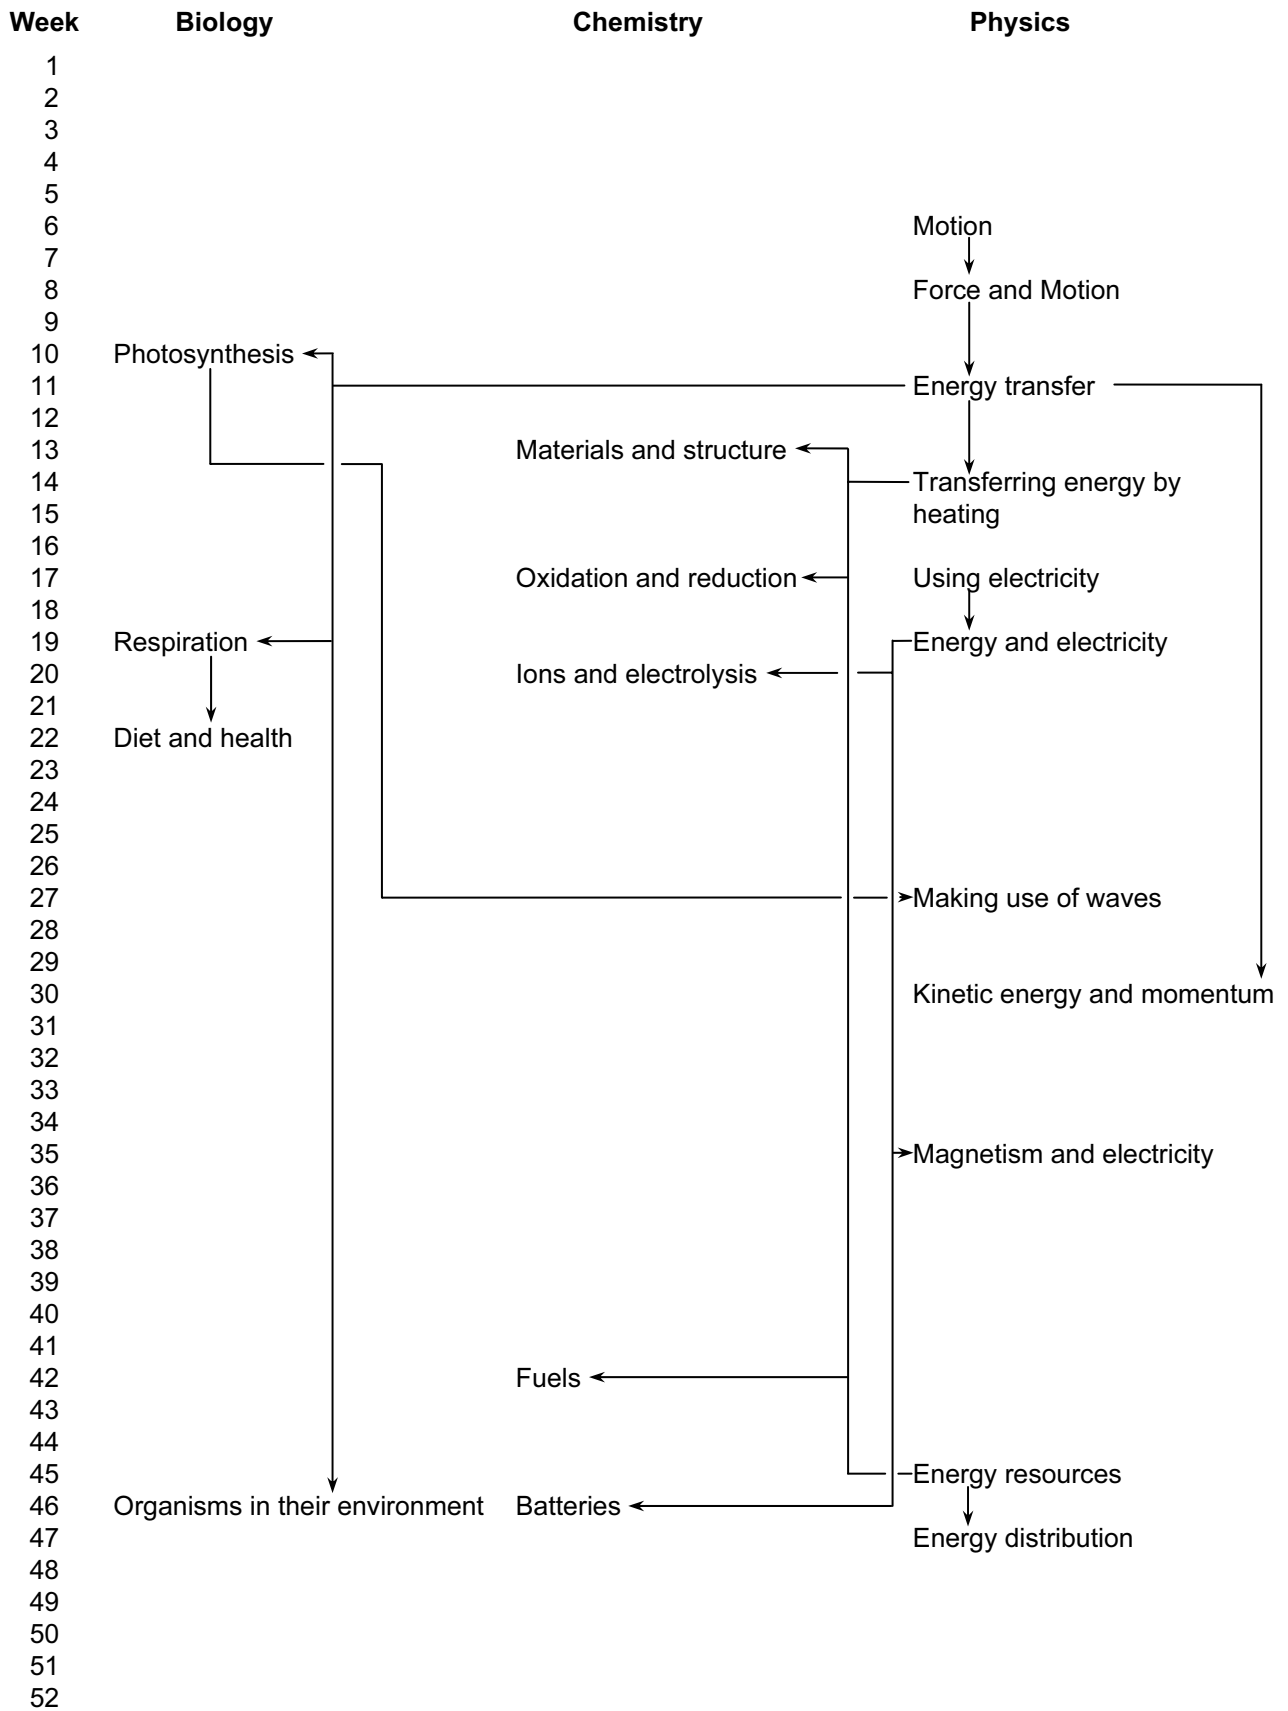 Week Biology Chemistry Physics
1
2
3
4
5
6 Motion
7
8 Force and Motion
9
10 Photosynthesis
11 Energy transfer
12
13 Materials and structure
14 Transferring energy by
15 heating
16
17 Oxidation and reduction Using electricity
18
19 Respiration Energy and electricity
20 Ions and electrolysis
21
22 Diet and health
23
24
25
26
27 Making use of waves
28
29
30 Kinetic energy and momentum
31
32
33
34
35 Magnetism and electricity
36
37
38
39
40
41
42 Fuels
43
44
45 Energy resources
46 Organisms in their environment Batteries
47 Energy distribution
48
49
50
51
52